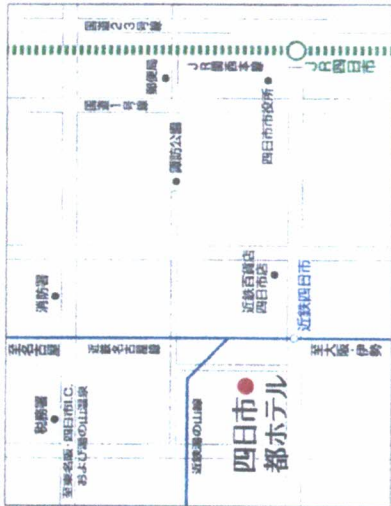 国道23号線
JR関西本線
JR四日市
郵便局
国道1号線
四日市市役所
諏訪公園
消防署
近鉄百貨店
四日市店
近鉄四日市
至名古屋
近鉄名古屋線
至大阪・伊勢
税務署
至東名阪・四日市I.C.
および湯の山温泉
近鉄湯の山線
四日市
都ホテル